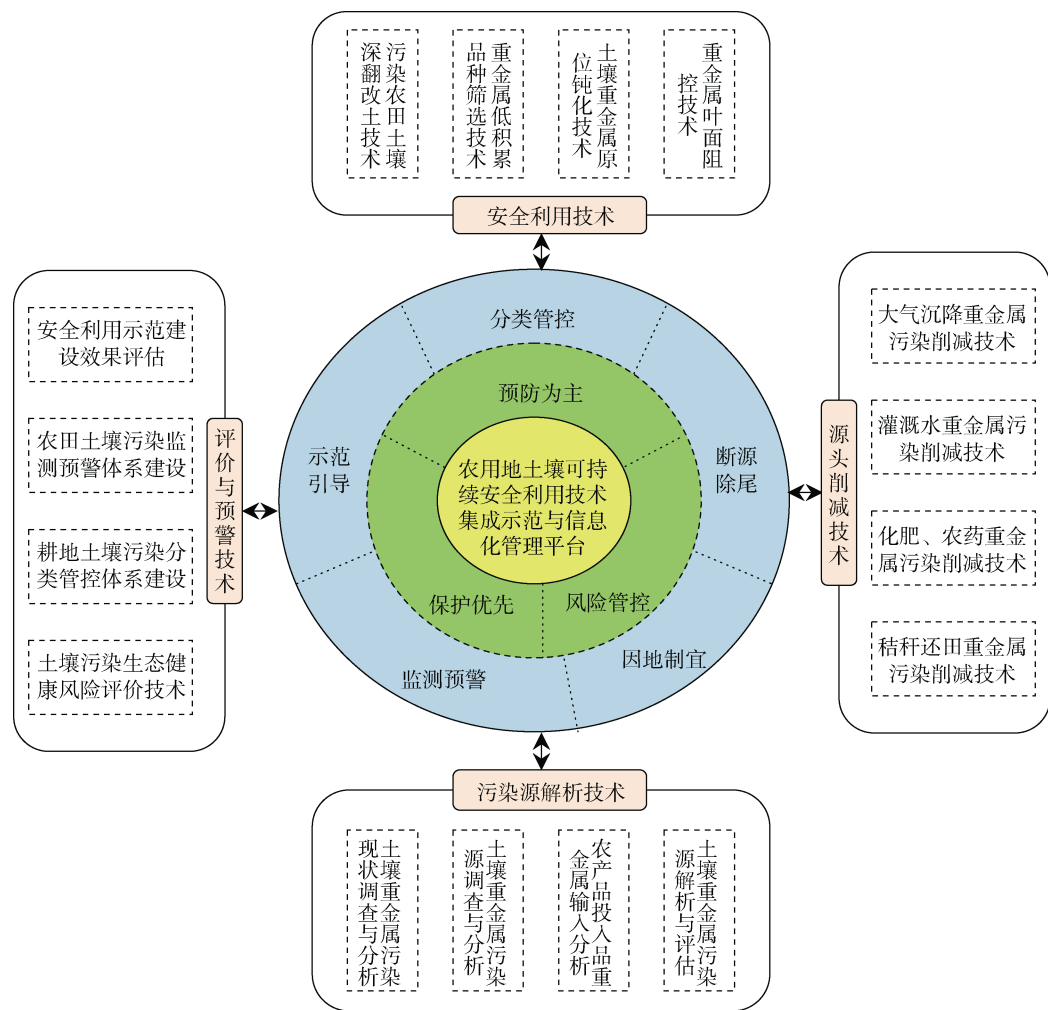 污染农田土壤
深翻改土技术
重金属低积累
品种筛选技术
土壤重金属原
位钝化技术
重金属叶面阻
控技术
安全利用技术
安全利用示范建
设效果评估
农田土壤污染监
测预警体系建设
耕地土壤污染分
类管控体系建设
土壤污染生态健
康风险评价技术
评价与预警技术
分类管控
预防为主
示范
引导
断源
除尾
农用地土壤可持
续安全利用技术
集成示范与信息
化管理平台
保护优先
风险管控
监测预警
因地制宜
源头削减技术
大气沉降重金属
污染削减技术
灌溉水重金属污
染削减技术
化肥、农药重金
属污染削减技术
秸秆还田重金属
污染削减技术
污染源解析技术
土壤重金属污染
现状调查与分析
土壤重金属污染
源调查与分析
农产品投入品重
金属输入分析
土壤重金属污染
源解析与评估